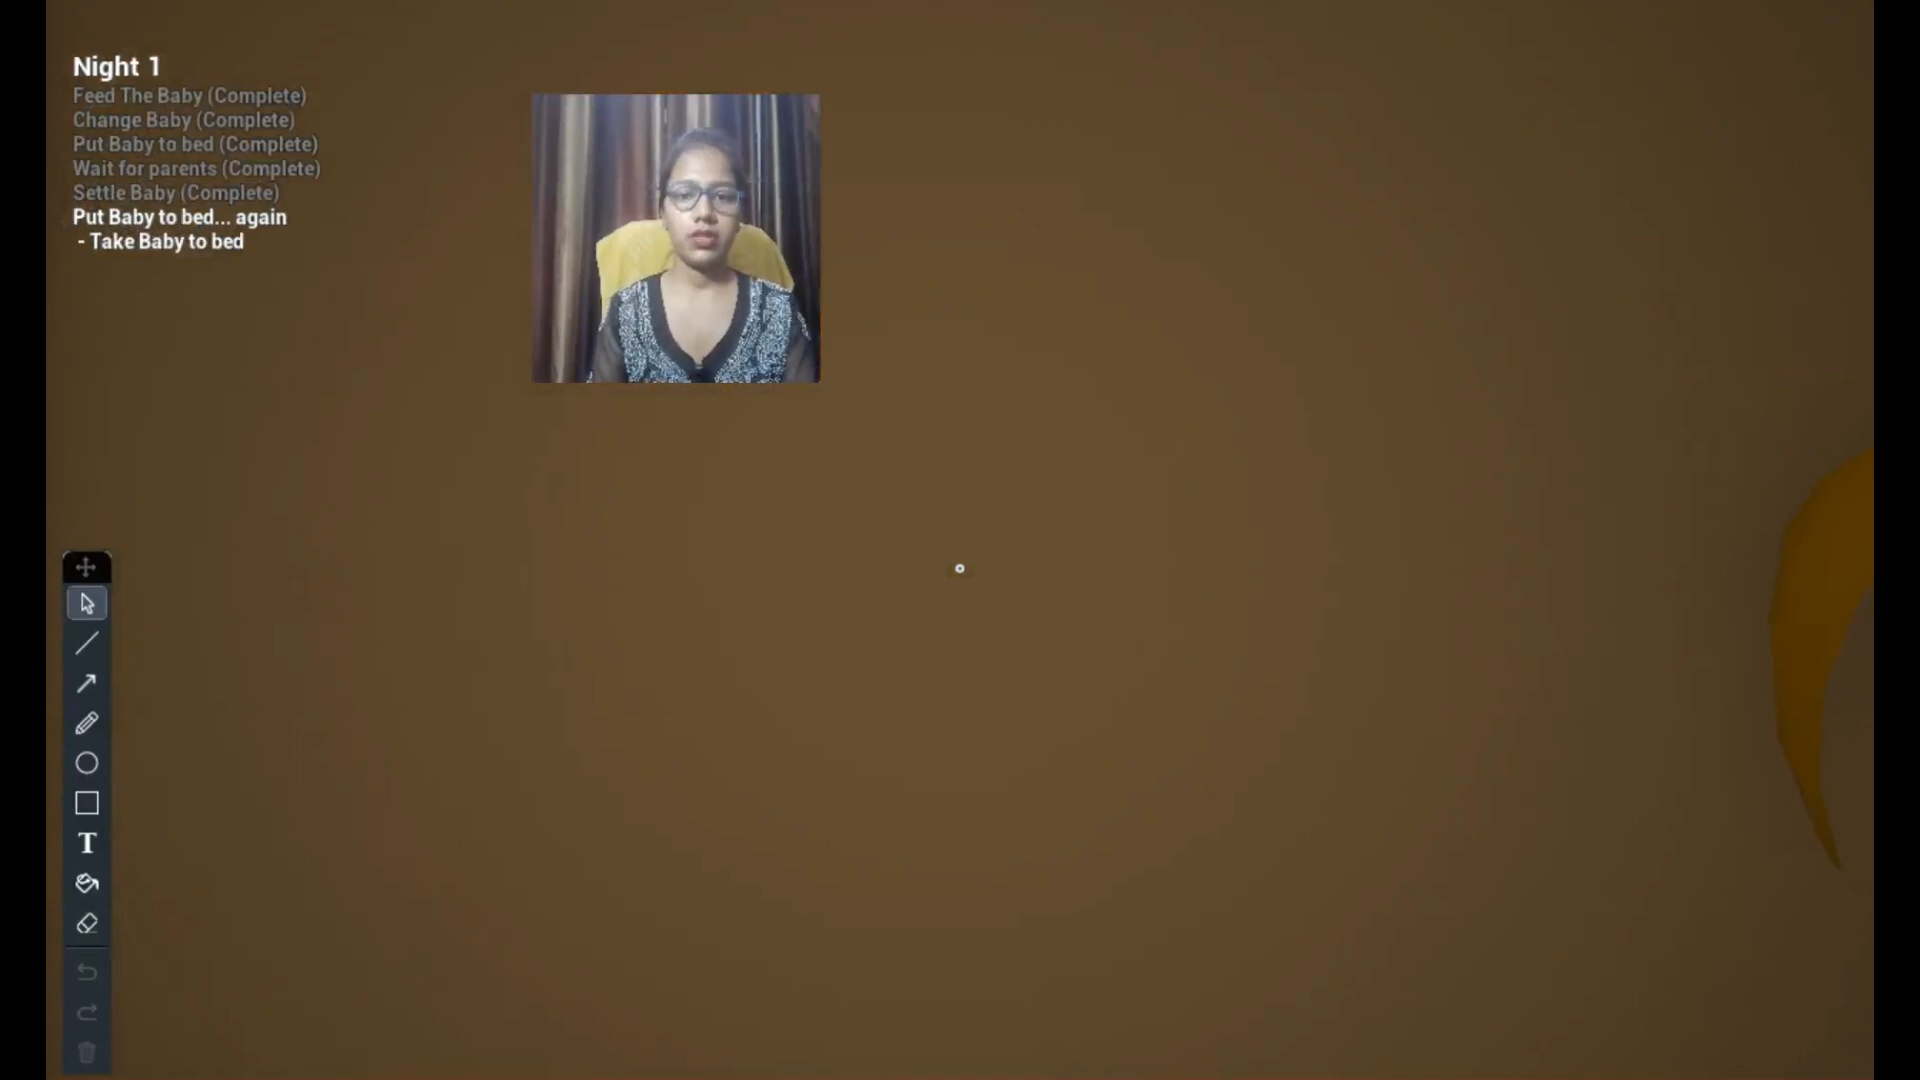 Night 1
Feed The Baby (Complete)
Change Baby (Complete)
Put Baby to bed (Complete)
Wait for parents (Complete)
Settle Baby (Complete)
Put Baby to bed... again
- Take Baby to bed
T